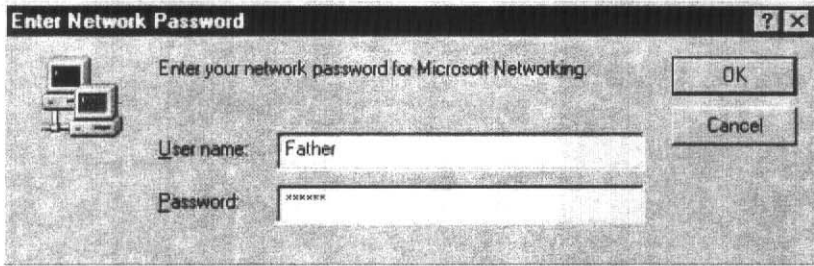 Enter Network Password
Enter your network password for Microsoft Networking.
OK
Cancel
User name: Father
Password: ××××××